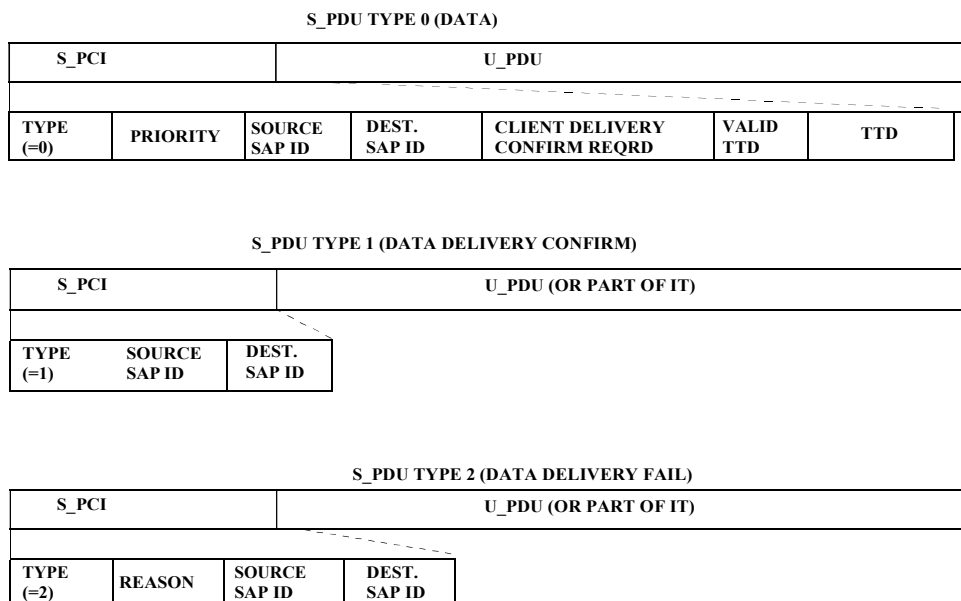 S_PDU TYPE 0 (DATA)
S_PCI U_PDU
TYPE (=0) PRIORITY SOURCE SAP ID DEST. SAP ID CLIENT DELIVERY CONFIRM REQRD VALID TTD TTD
S_PDU TYPE 1 (DATA DELIVERY CONFIRM)
S_PCI U_PDU (OR PART OF IT)
TYPE (=1) SOURCE SAP ID DEST. SAP ID
S_PDU TYPE 2 (DATA DELIVERY FAIL)
S_PCI U_PDU (OR PART OF IT)
TYPE (=2) REASON SOURCE SAP ID DEST. SAP ID